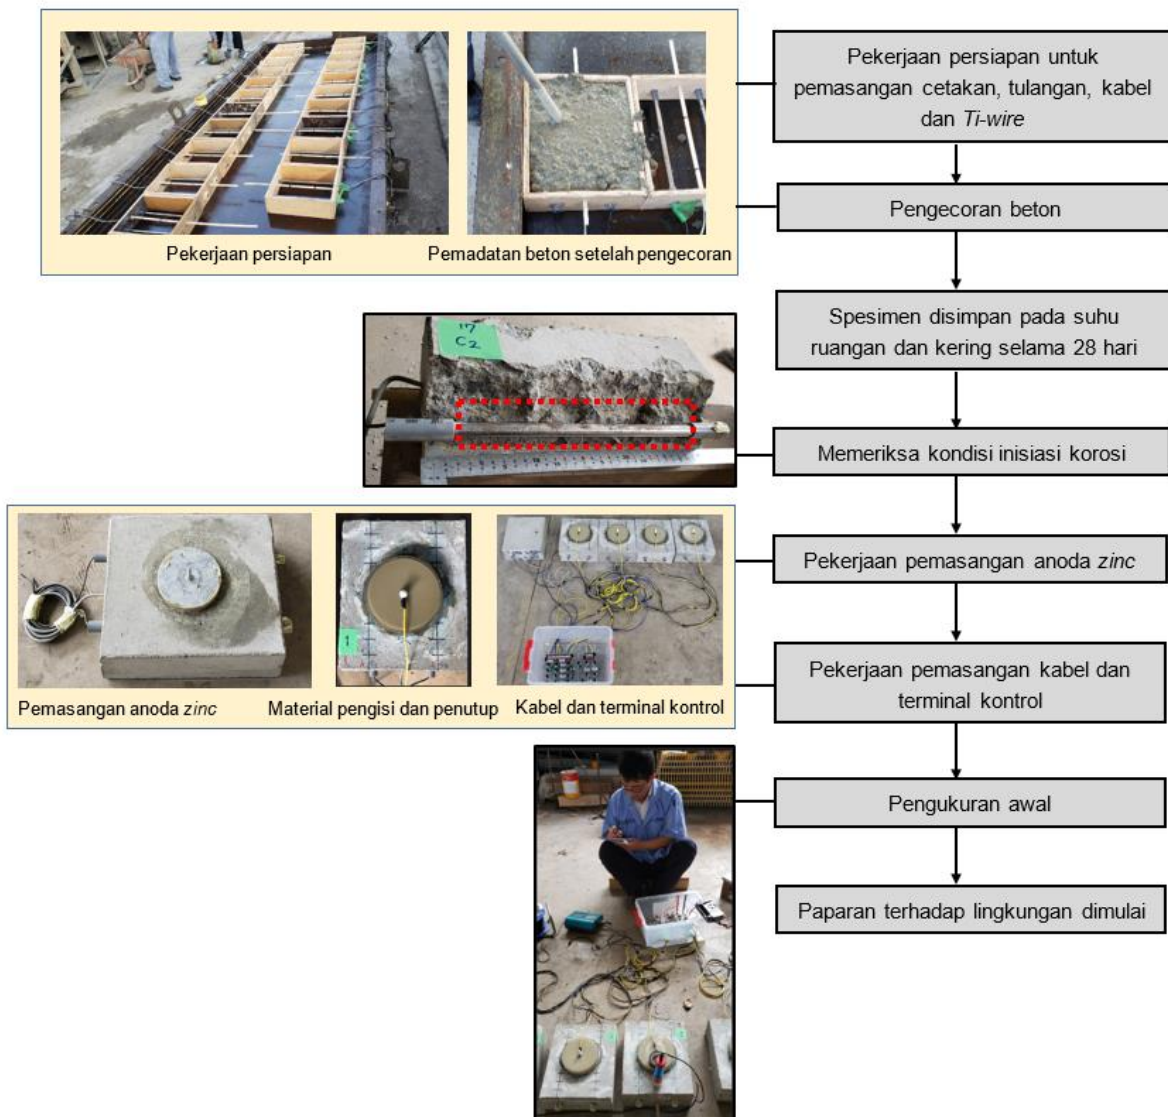 Pekerjaan persiapan untuk
pemasangan cetakan, tulangan, kabel
dan Ti-wire
Pekerjaan persiapan
Pemadatan beton setelah pengecoran
Pengecoran beton
Spesimen disimpan pada suhu
ruangan dan kering selama 28 hari
17
C2
Memeriksa kondisi inisiasi korosi
Pekerjaan pemasangan anoda zinc
1
Pemasangan anoda zinc
Material pengisi dan penutup
Kabel dan terminal kontrol
Pekerjaan pemasangan kabel dan
terminal kontrol
Pengukuran awal
Paparan terhadap lingkungan dimulai